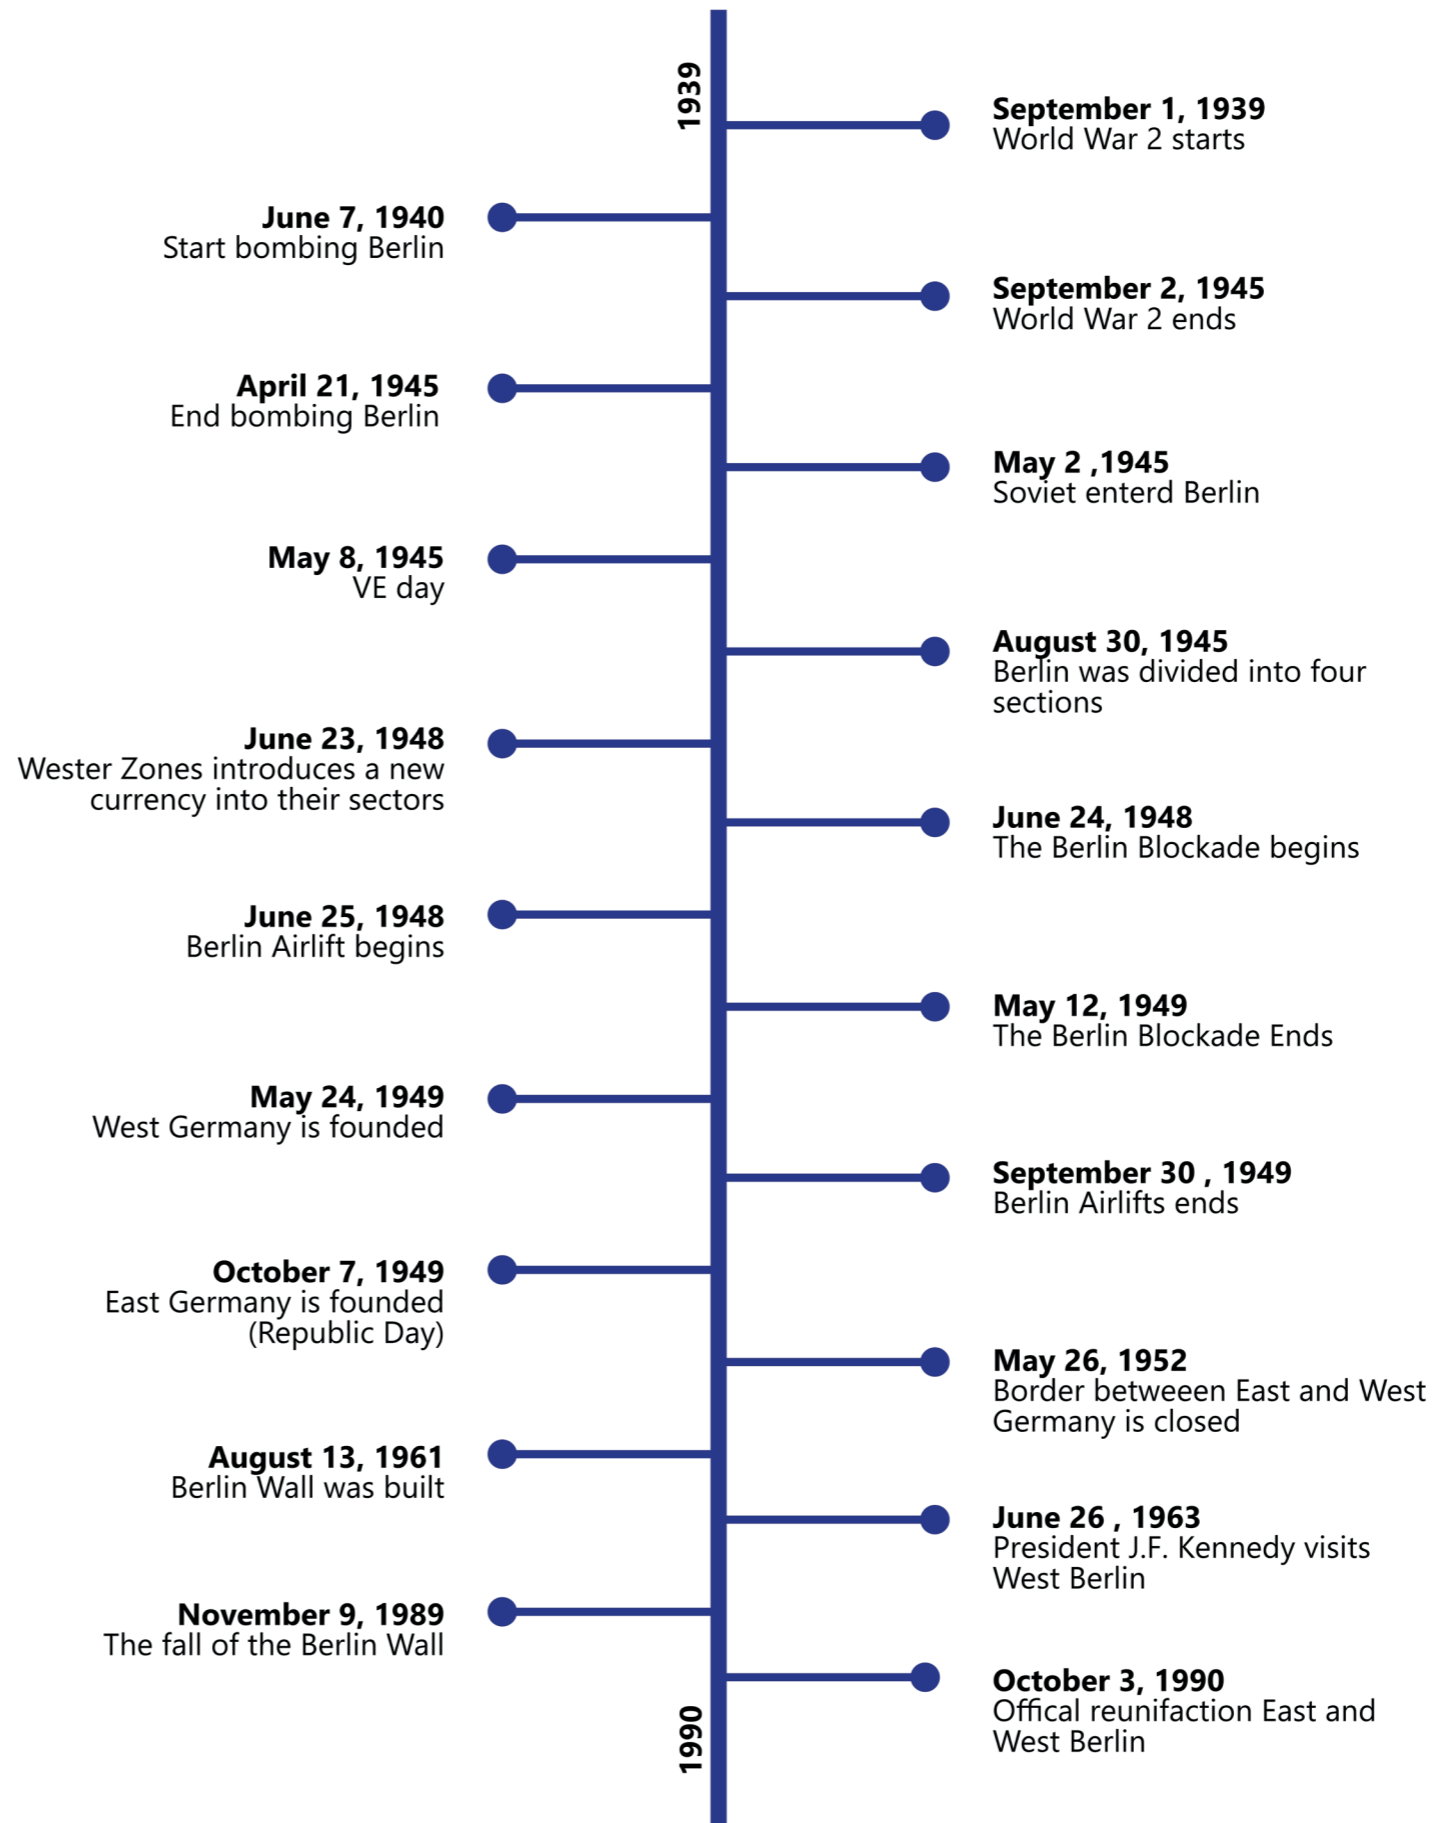 1939
September 1, 1939
World War 2 starts
June 7, 1940
Start bombing Berlin
September 2, 1945
World War 2 ends
April 21, 1945
End bombing Berlin
May 2 ,1945
Soviet enterd Berlin
May 8, 1945
VE day
August 30, 1945
Berlin was divided into four
sections
June 23, 1948
Wester Zones introduces a new
currency into their sectors
June 24, 1948
The Berlin Blockade begins
June 25, 1948
Berlin Airlift begins
May 12, 1949
The Berlin Blockade Ends
May 24, 1949
West Germany is founded
September 30 , 1949
Berlin Airlifts ends
October 7, 1949
East Germany is founded
(Republic Day)
May 26, 1952
Border betweeen East and West
Germany is closed
August 13, 1961
Berlin Wall was built
June 26 , 1963
President J.F. Kennedy visits
West Berlin
November 9, 1989
The fall of the Berlin Wall
October 3, 1990
Offical reunifaction East and
West Berlin
1990